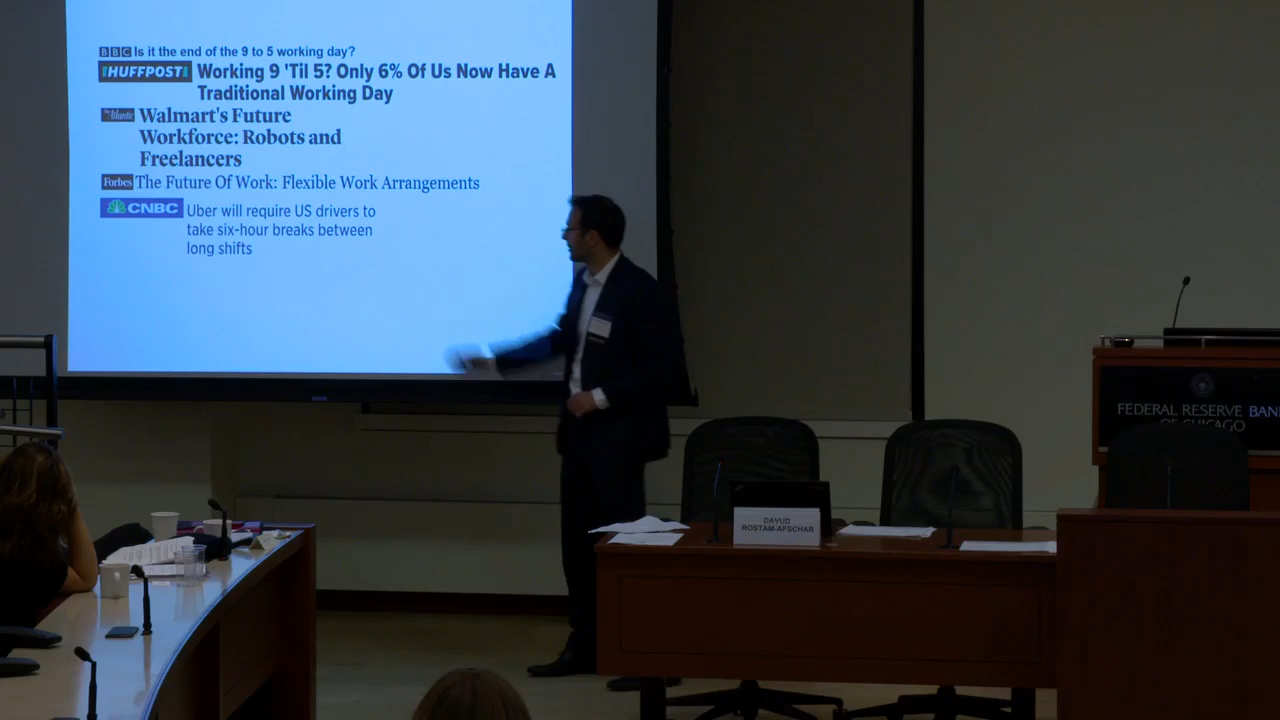 BBC Is it the end of the 9 to 5 working day?
HUFFPOST Working 9 'Til 5? Only 6% Of Us Now Have A
Traditional Working Day
The Atlantic Walmart's Future
Workforce: Robots and
Freelancers
Forbes The Future Of Work: Flexible Work Arrangements
CNBC Uber will require US drivers to
take six-hour breaks between
long shifts
FEDERAL RESERVE BANK
OF CHICAGO
DAVUD
ROSTAM-AFSCHAR